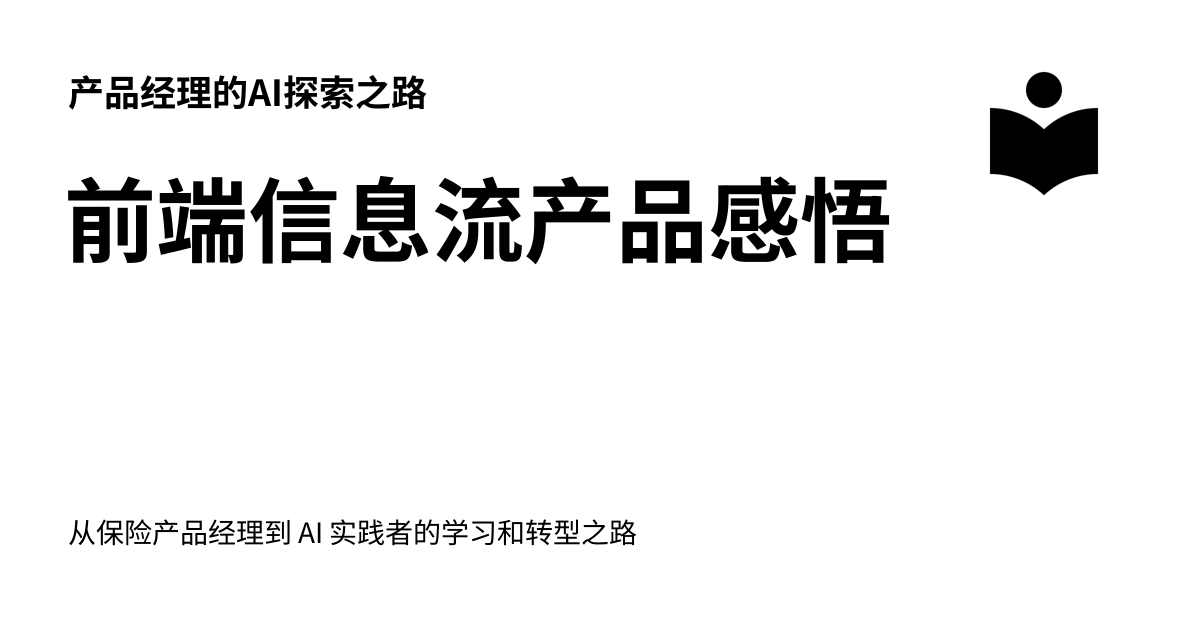 产品经理的AI探索之路
前端信息流产品感悟
从保险产品经理到 AI 实践者的学习和转型之路